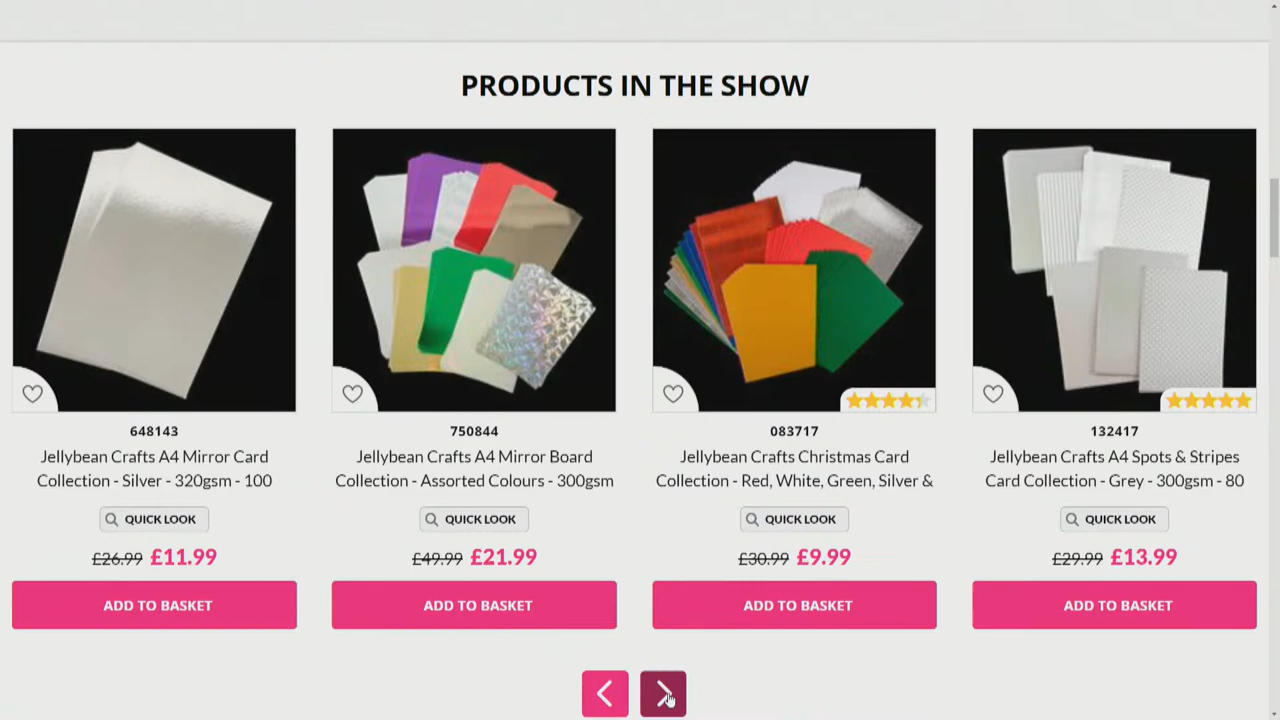 PRODUCTS IN THE SHOW
648143
Jellybean Crafts A4 Mirror Card
Collection - Silver - 320gsm - 100
QUICK LOOK
£26.99 £11.99
ADD TO BASKET
750844
Jellybean Crafts A4 Mirror Board
Collection - Assorted Colours - 300gsm
QUICK LOOK
£49.99 £21.99
ADD TO BASKET
083717
Jellybean Crafts Christmas Card
Collection - Red, White, Green, Silver &
QUICK LOOK
£30.99 £9.99
ADD TO BASKET
132417
Jellybean Crafts A4 Spots & Stripes
Card Collection - Grey - 300gsm - 80
QUICK LOOK
£29.99 £13.99
ADD TO BASKET